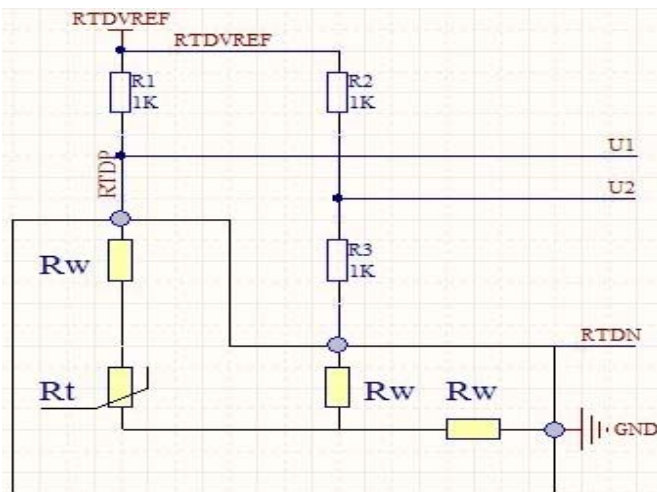 RTDVREF
RTDVREF
R1
1K
R2
1K
U1
RTDP
U2
Rw
R3
1K
RTDN
Rt
Rw
Rw
GND